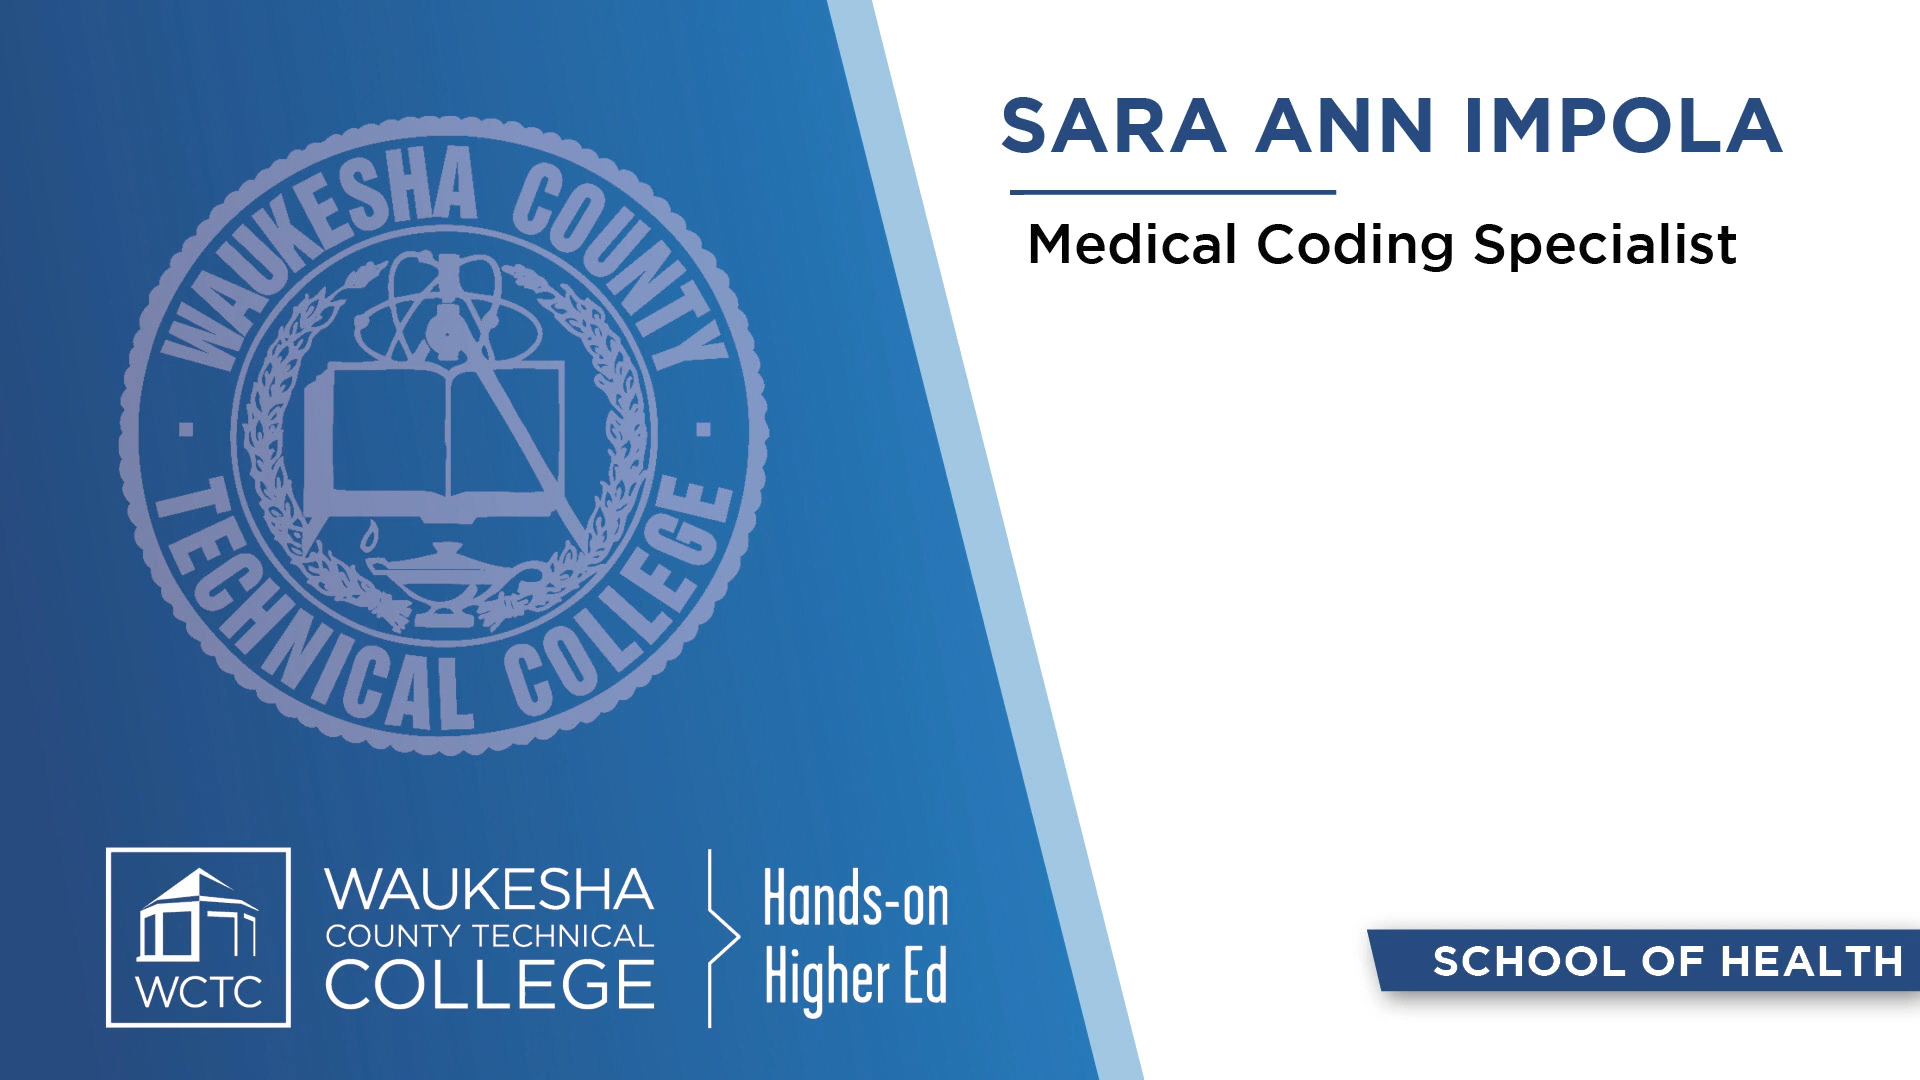 WAUKESHA COUNTY
TECHNICAL COLLEGE
WCTC
WAUKESHA
COUNTY TECHNICAL
COLLEGE
Hands-on
Higher Ed
SARA ANN IMPOLA
Medical Coding Specialist
SCHOOL OF HEALTH